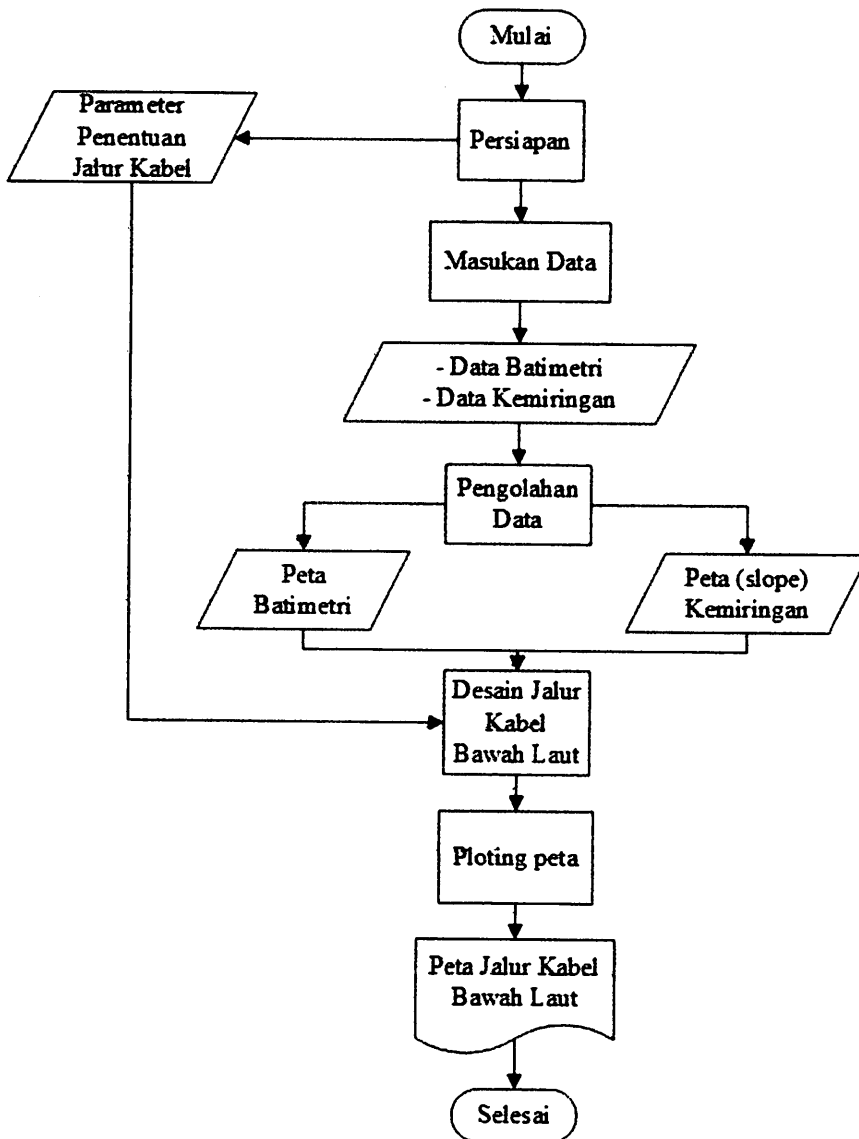 Mulai
Parameter
Penentuan
Jalur Kabel
Persiapan
Masukan Data
- Data Batimetri
- Data Kemiringan
Pengolahan
Data
Peta
Batimetri
Peta (slope)
Kemiringan
Desain Jalur
Kabel
Bawah Laut
Ploting peta
Peta Jalur Kabel
Bawah Laut
Selesai